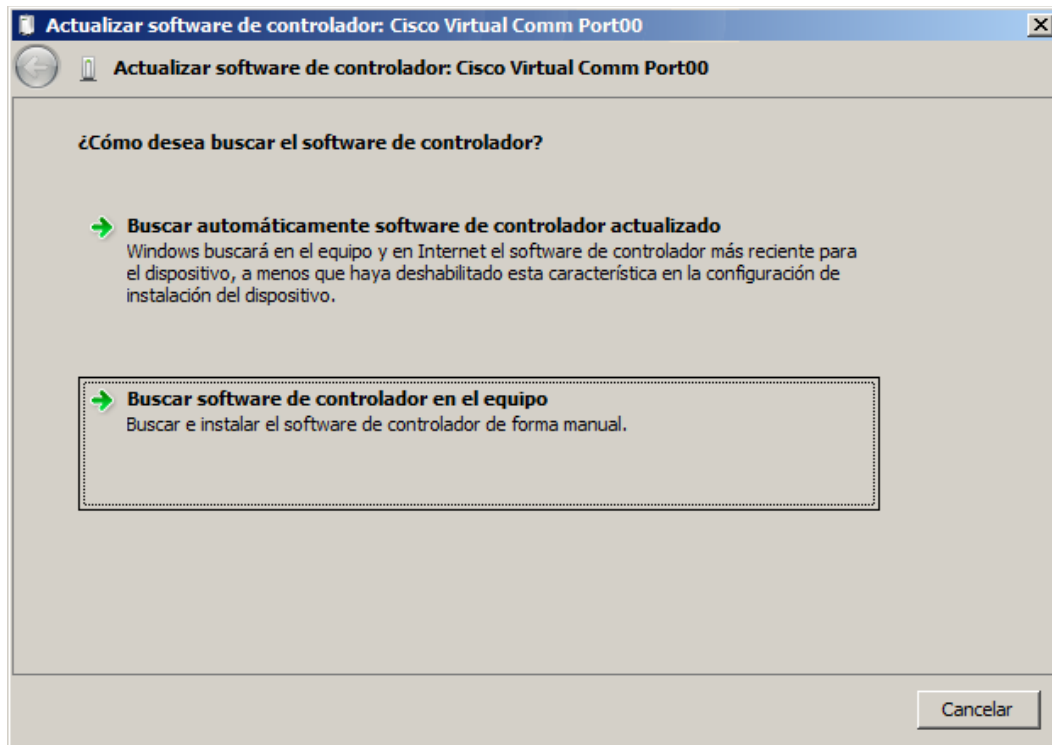 Actualizar software de controlador: Cisco Virtual Comm Port00
Actualizar software de controlador: Cisco Virtual Comm Port00
¿Cómo desea buscar el software de controlador?
Buscar automáticamente software de controlador actualizado
Windows buscará en el equipo y en Internet el software de controlador más reciente para
el dispositivo, a menos que haya deshabilitado esta característica en la configuración de
instalación del dispositivo.
Buscar software de controlador en el equipo
Buscar e instalar el software de controlador de forma manual.
Cancelar